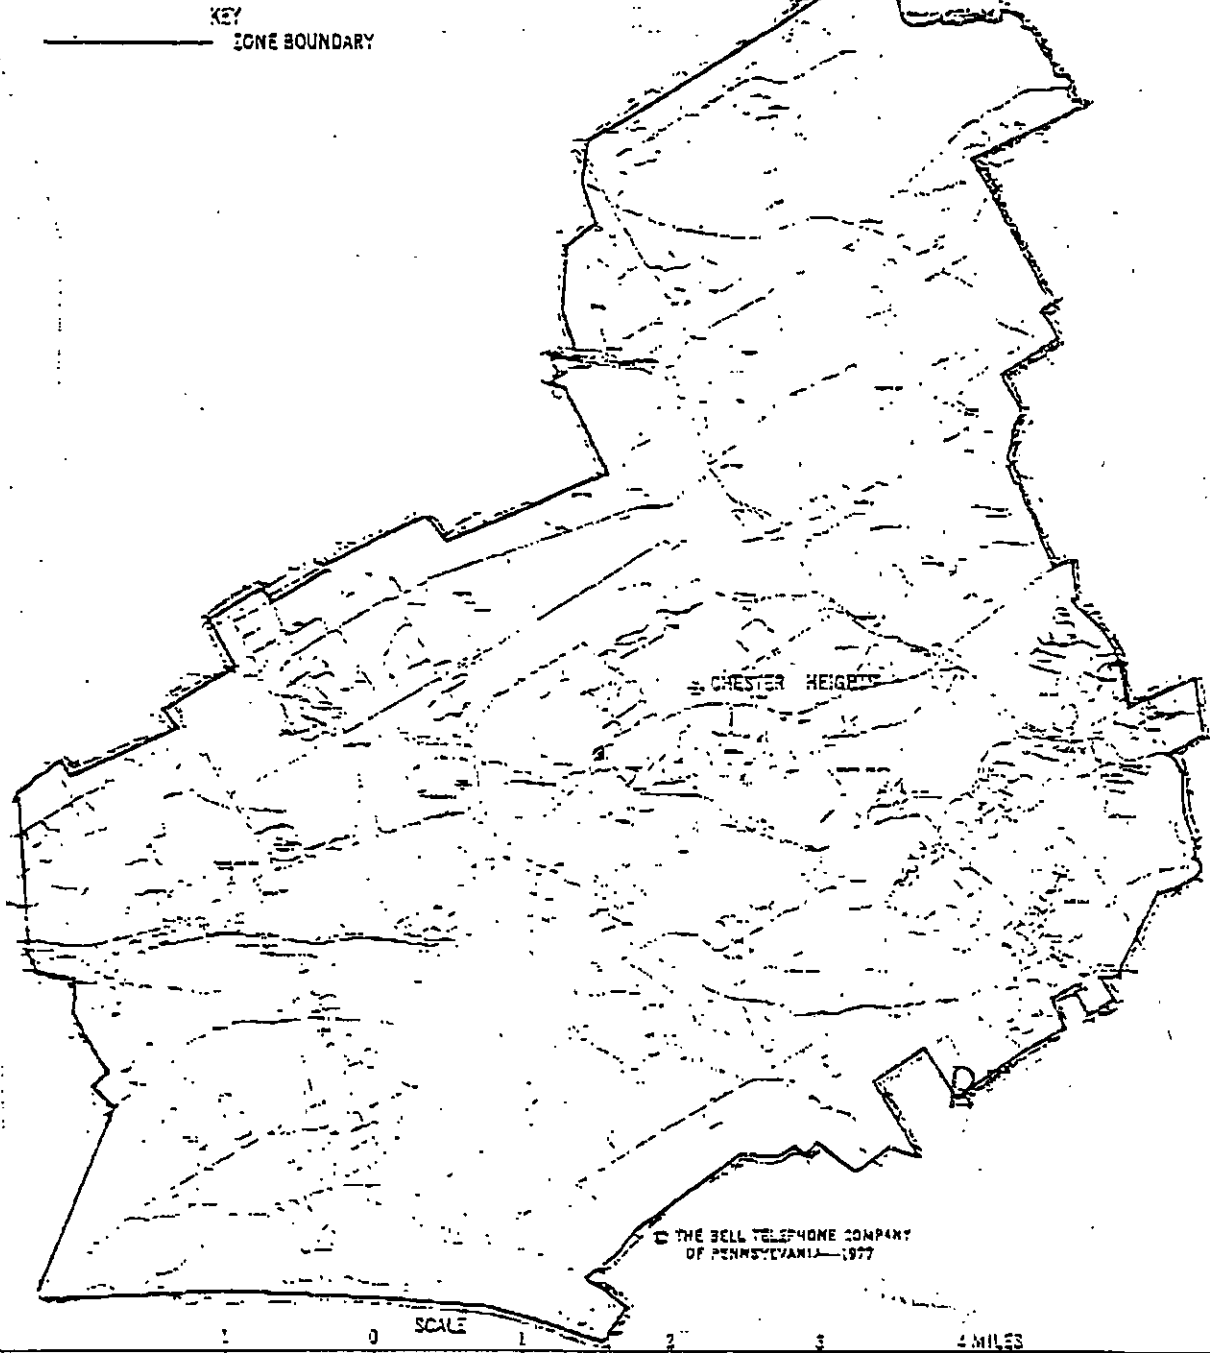 KEY
ZONE BOUNDARY
CHESTER HEIGHTS
© THE BELL TELEPHONE COMPANY
OF PENNSYLVANIA—1977
SCALE
1 0 1 2 3 4 MILES